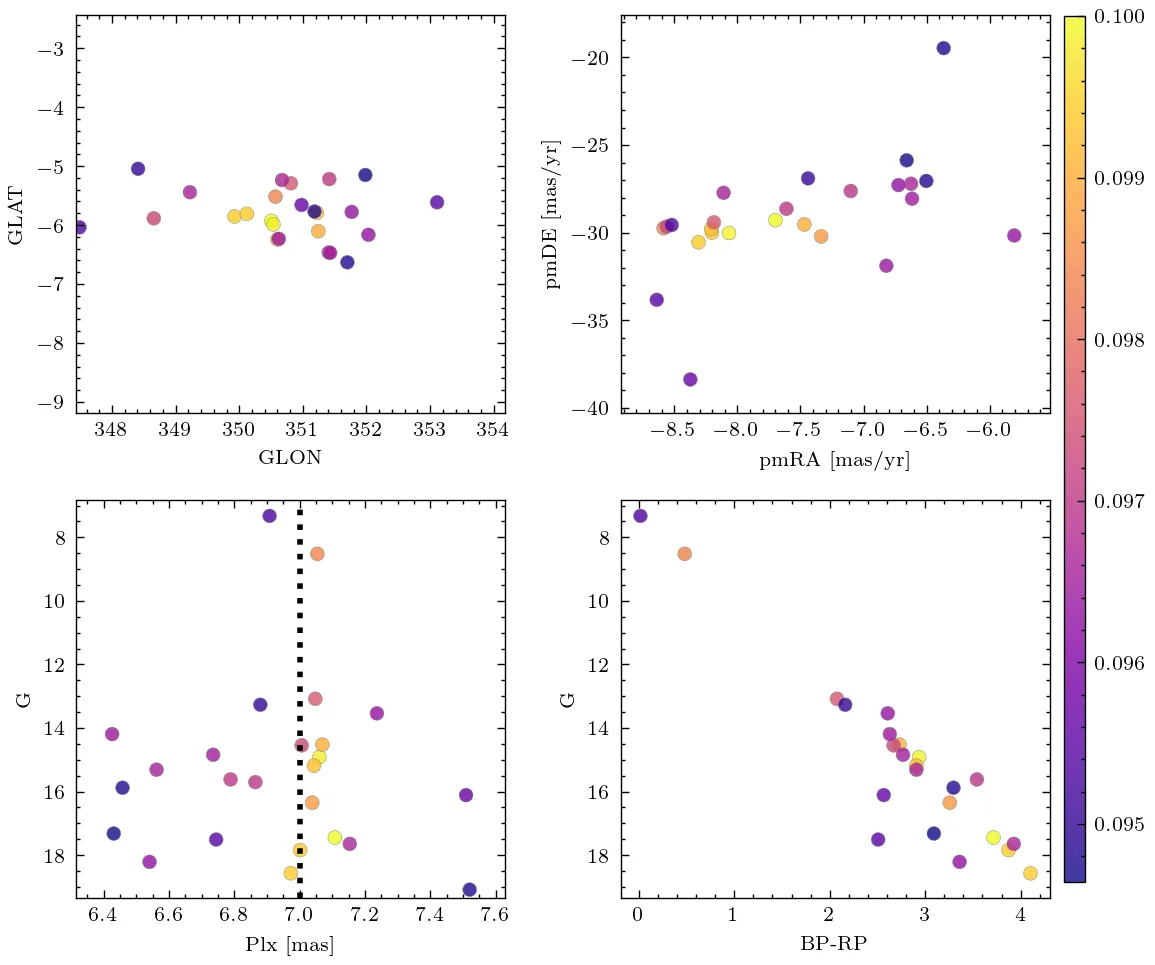 −3
−4
−5
−6
−7
−8
−9
GLAT
348 349 350 351 352 353 354
GLON
−20
−25
−30
−35
−40
pmDE [mas/yr]
−8.5 −8.0 −7.5 −7.0 −6.5 −6.0
pmRA [mas/yr]
0.100
0.099
0.098
0.097
0.096
0.095
8
10
12
14
16
18
G
6.4 6.6 6.8 7.0 7.2 7.4 7.6
Plx [mas]
8
10
12
14
16
18
G
0 1 2 3 4
BP-RP